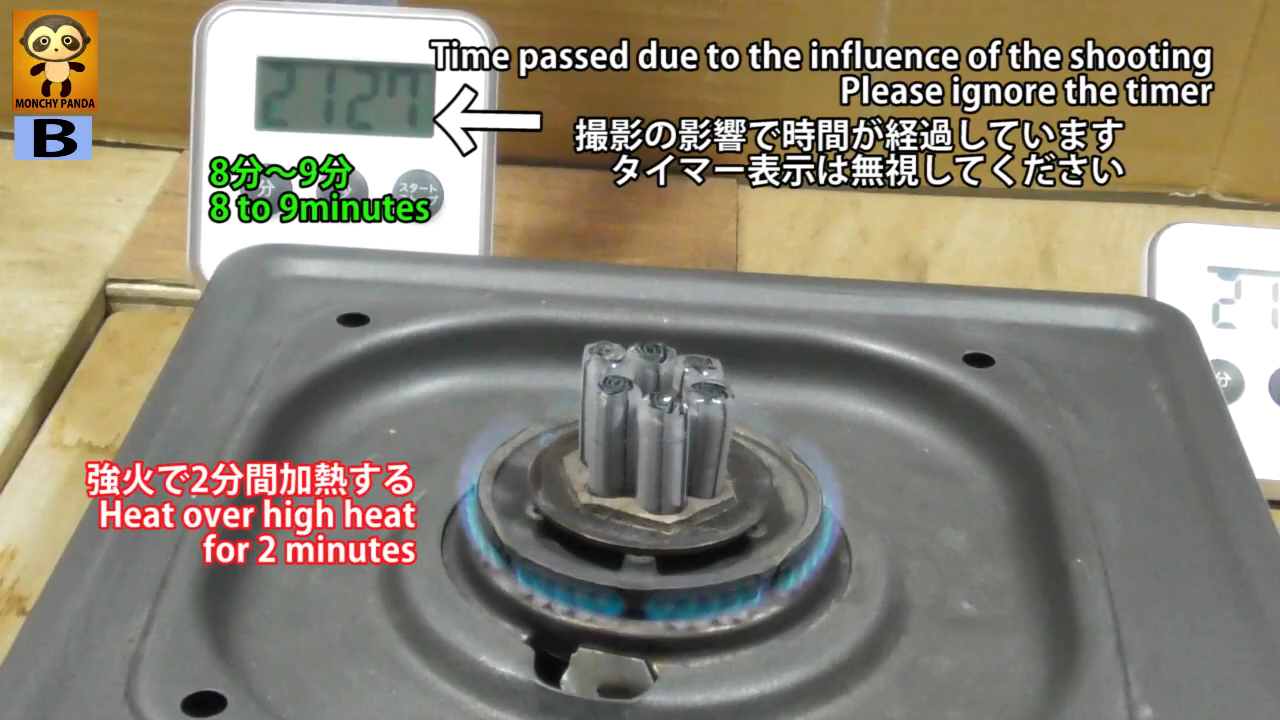 MONCHY PANDA
B
2127
Time passed due to the influence of the shooting
Please ignore the timer
撮影の影響で時間が経過しています
タイマー表示は無視してください
8分～9分
8 to 9minutes
分
スタート
強火で2分間加熱する
Heat over high heat
for 2 minutes
21
分